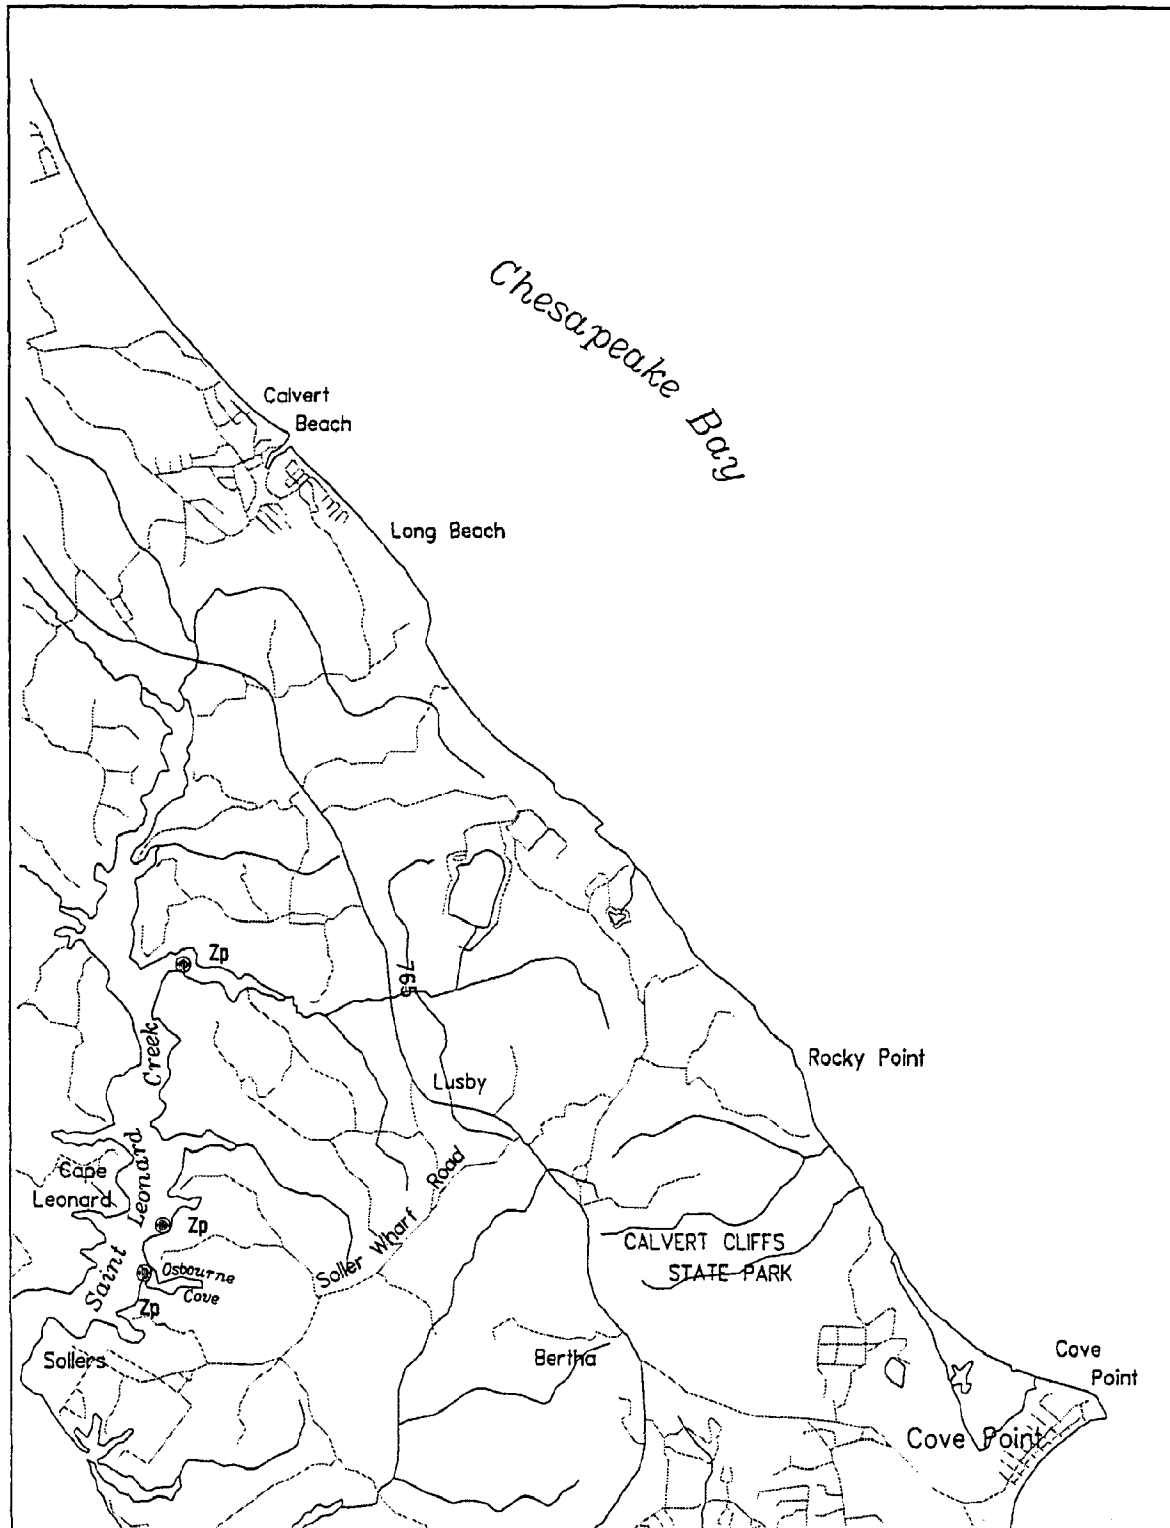 Chesapeake Bay
Calvert
Beach
Long Beach
Zp
765
Rocky Point
Creek
Lusby
Cape
Leonard
Leonard
Road
Zp
Soller Wharf
CALVERT CLIFFS
STATE PARK
Saint
Osbourne
Cove
Zp
Sollers
Bertha
Cove
Point
Cove Point